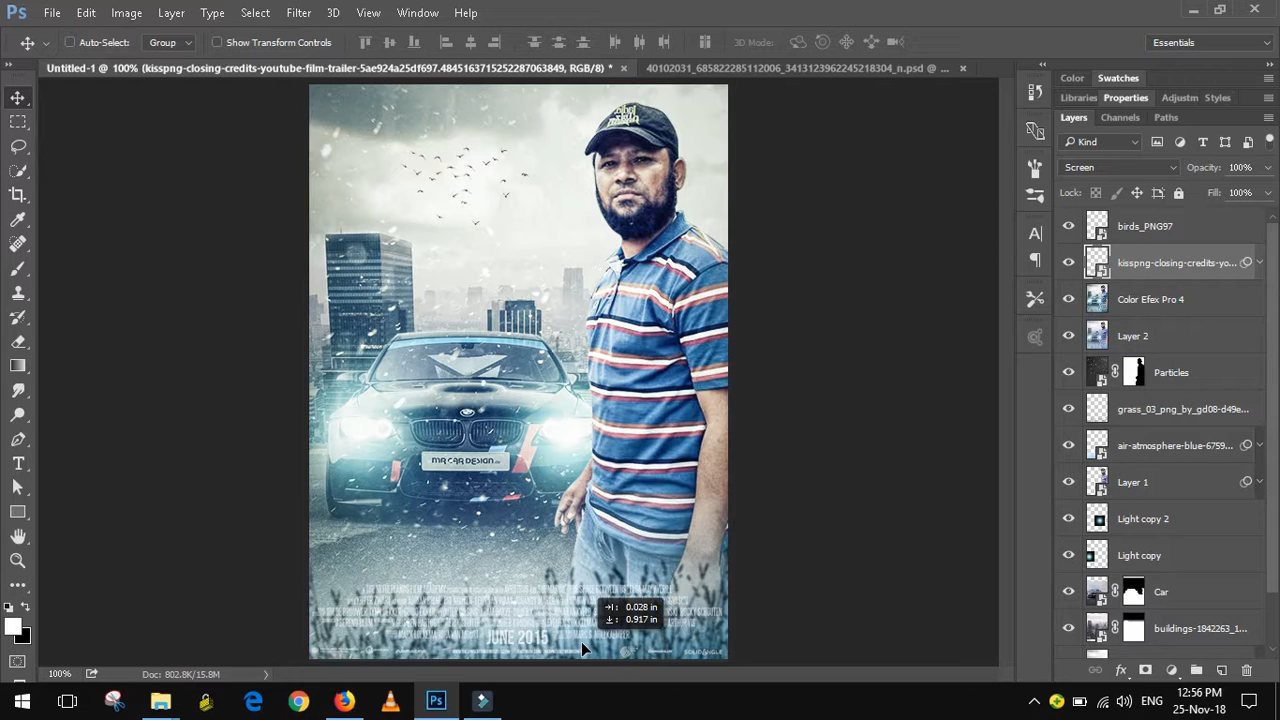 Ps File Edit Image Layer Type Select Filter 3D View Window Help
Auto-Select: Group Show Transform Controls 3D Mode: Essentials
Untitled-1 @ 100% (kisspng-closing-credits-youtube-film-trailer-5ae924a25df697.4845163715252287063849, RGB/8) * × 40102031_685822285112006_3413123962245218304_n.psd @ ... ×
Color Swatches
Libraries Properties Adjustm Styles
Layers Channels Paths
Kind
Screen Opacity: 100%
Lock: Fill: 100%
birds_PNG97
kisspng-closing-credits-yo...
Color Efex Pro 4
Layer 2
Particles
grass_03_png_by_gd08-d49e...
air-atmosphere-blue-6759...
Layer 1
Light copy 2
Light copy
Car
buildings-1842263_1...
MR CAR DESIGN
0.028 in
0.917 in
JUNE 2015
SOLIDANGLE
100% Doc: 802.8K/15.8M
ENG
12:56 PM
25-Nov-18